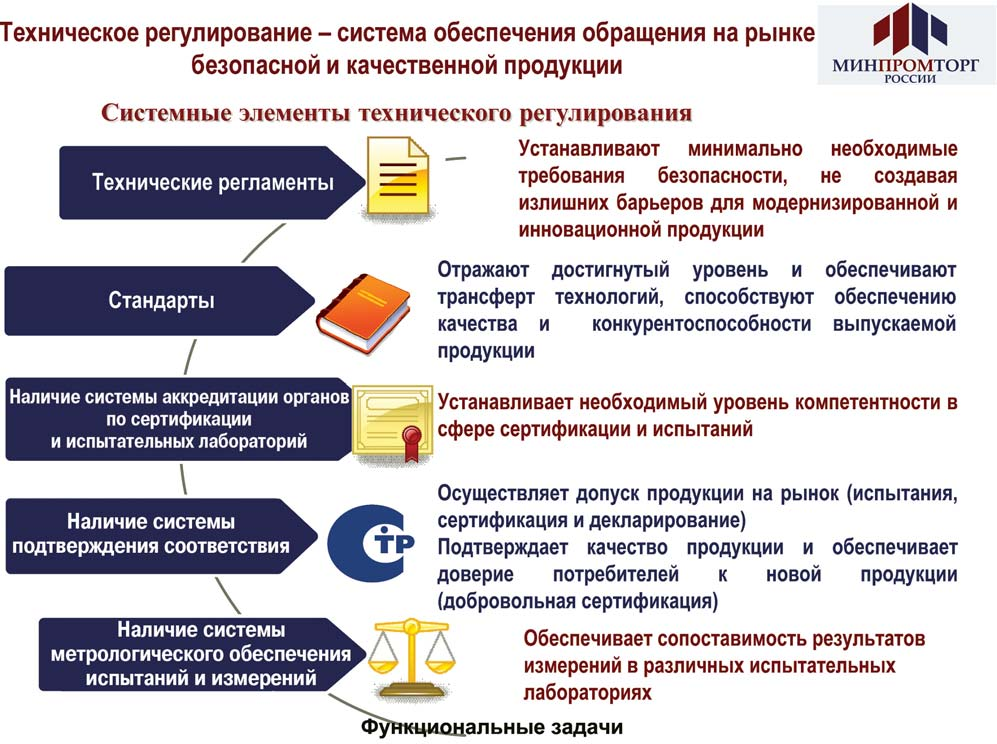 Техническое регулирование – система обеспечения обращения на рынке
безопасной и качественной продукции
МИНПРОМТОРГ
РОССИИ
Системные элементы технического регулирования
Технические регламенты
Устанавливают минимально необходимые
требования безопасности, не создавая
излишних барьеров для модернизированной и
инновационной продукции
Стандарты
Отражают достигнутый уровень и обеспечивают
трансферт технологий, способствуют обеспечению
качества и конкурентоспособности выпускаемой
продукции
Наличие системы аккредитации органов
по сертификации
и испытательных лабораторий
Устанавливает необходимый уровень компетентности в
сфере сертификации и испытаний
Наличие системы
подтверждения соответствия
СТР
Осуществляет допуск продукции на рынок (испытания,
сертификация и декларирование)
Подтверждает качество продукции и обеспечивает
доверие потребителей к новой продукции
(добровольная сертификация)
Наличие системы
метрологического обеспечения
испытаний и измерений
Обеспечивает сопоставимость результатов
измерений в различных испытательных
лабораториях
Функциональные задачи